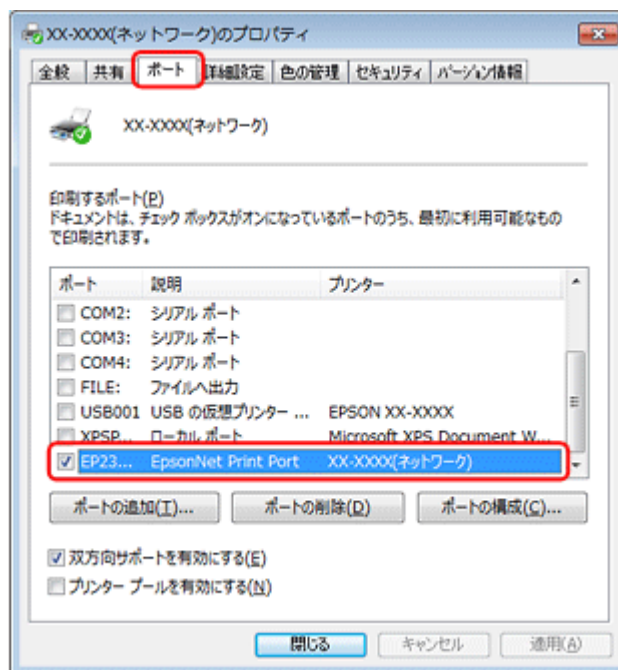 XX-XXXX(ネットワーク)のプロパティ
全般 共有 ポート 詳細設定 色の管理 セキュリティ バージョン情報
XX-XXXX(ネットワーク)
印刷するポート(P)
ドキュメントは、チェック ボックスがオンになっているポートのうち、最初に利用可能なもの
で印刷されます。
ポート 説明 プリンター
COM2: シリアル ポート
COM3: シリアル ポート
COM4: シリアル ポート
FILE: ファイルへ出力
USB001 USB の仮想プリンター ... EPSON XX-XXXX
XPSP... ローカル ポート Microsoft XPS Document W...
EP23... EpsonNet Print Port XX-XXXX(ネットワーク)
ポートの追加(T)... ポートの削除(D) ポートの構成(C)...
双方向サポートを有効にする(E)
プリンター プールを有効にする(N)
閉じる キャンセル 適用(A)